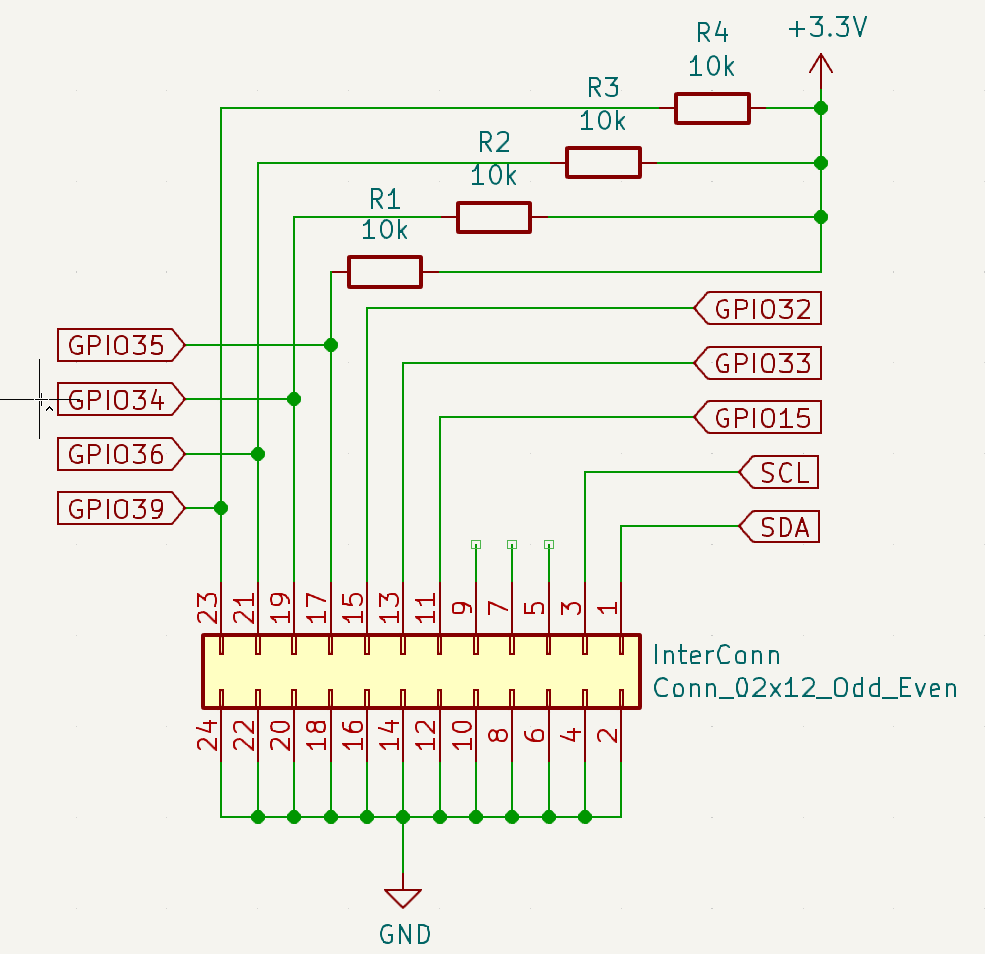 +3.3V
R4
10k
R3
10k
R2
10k
R1
10k
GPIO32
GPIO35
GPIO33
GPIO34
GPIO15
GPIO36
SCL
GPIO39
SDA
23 21 19 17 15 13 11 9 7 5 3 1
InterConn
Conn_02x12_Odd_Even
24 22 20 18 16 14 12 10 8 6 4 2
GND